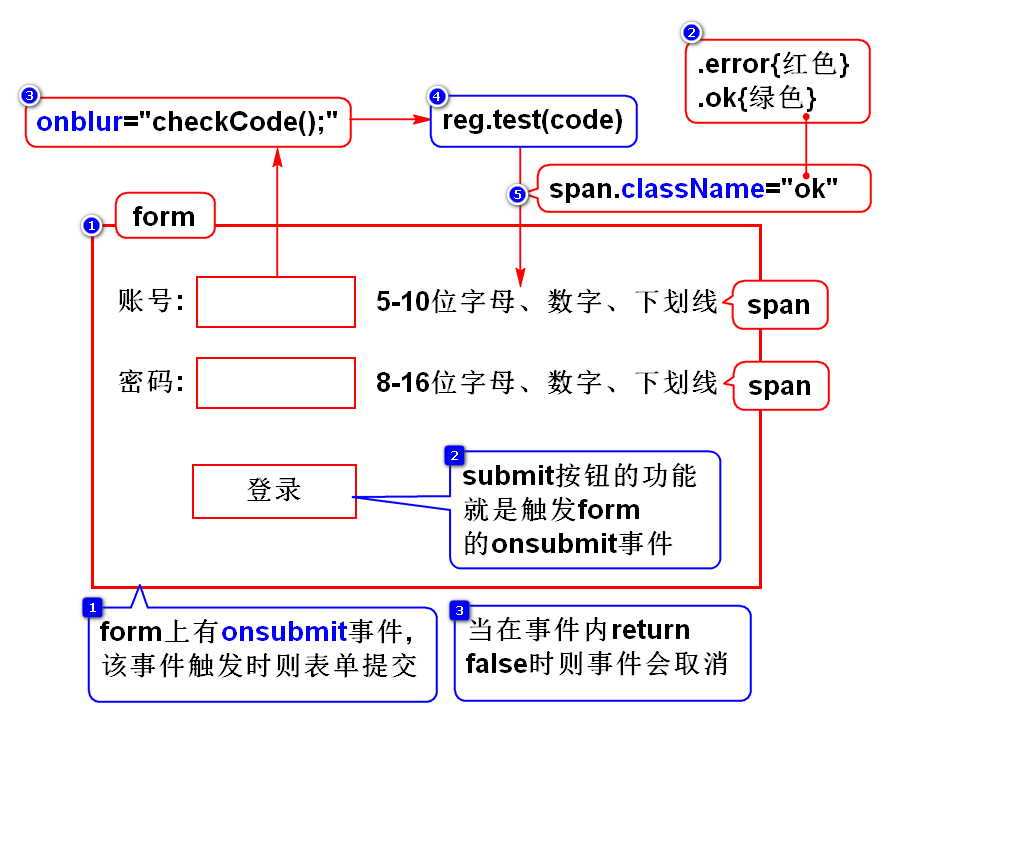 2
.error{红色}
.ok{绿色}
3
onblur="checkCode();"
4
reg.test(code)
5
span.className="ok"
1
form
账号:
5-10位字母、数字、下划线
span
密码:
8-16位字母、数字、下划线
span
登录
2
submit按钮的功能
就是触发form
的onsubmit事件
1
form上有onsubmit事件,
该事件触发时则表单提交
3
当在事件内return
false时则事件会取消